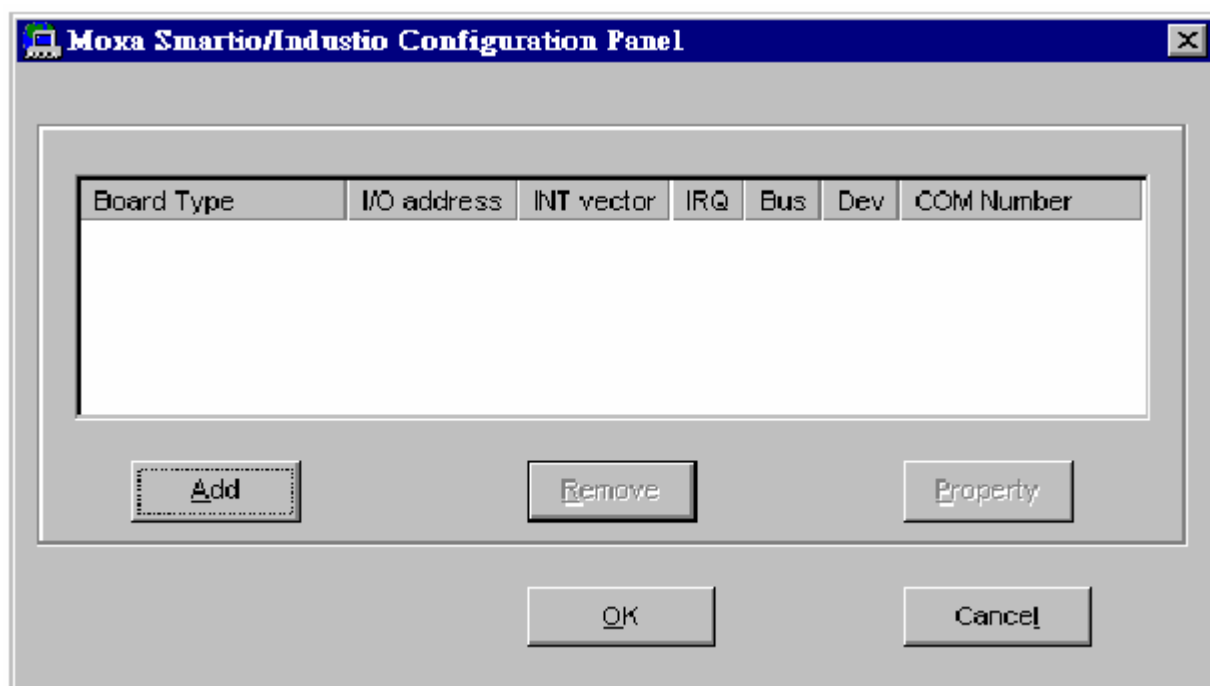 Moxa Smartio/Industio Configuration Panel
Board Type I/O address INT vector IRQ Bus Dev COM Number
Add Remove Property
OK Cancel